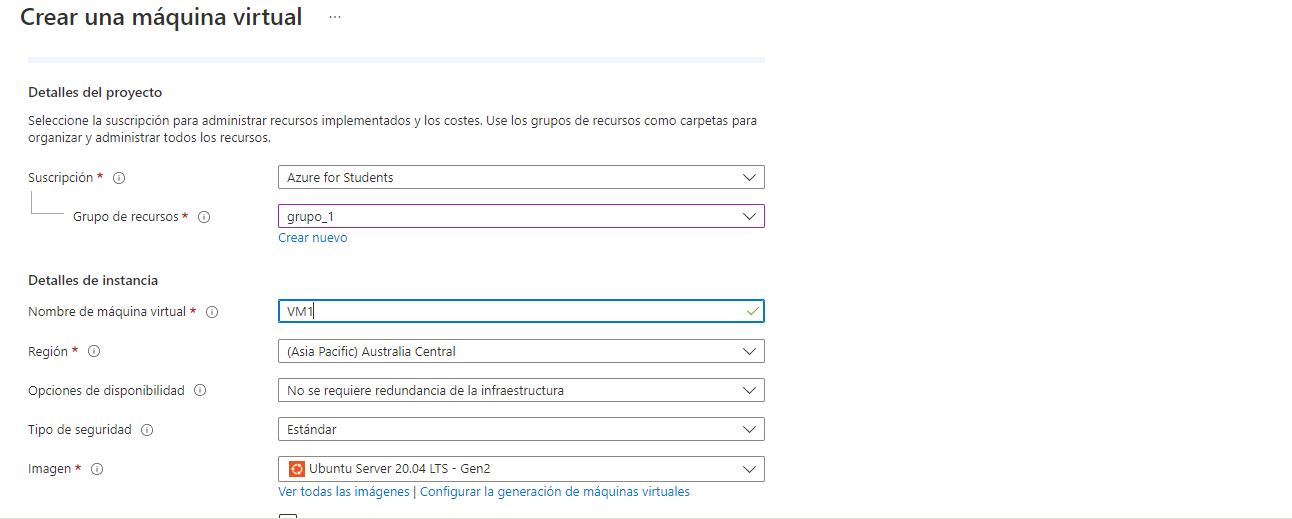 Crear una máquina virtual ...
Detalles del proyecto
Seleccione la suscripción para administrar recursos implementados y los costes. Use los grupos de recursos como carpetas para
organizar y administrar todos los recursos.
Suscripción * Azure for Students
Grupo de recursos * grupo_1
Crear nuevo
Detalles de instancia
Nombre de máquina virtual * VM1
Región * (Asia Pacific) Australia Central
Opciones de disponibilidad No se requiere redundancia de la infraestructura
Tipo de seguridad Estándar
Imagen * Ubuntu Server 20.04 LTS - Gen2
Ver todas las imágenes | Configurar la generación de máquinas virtuales